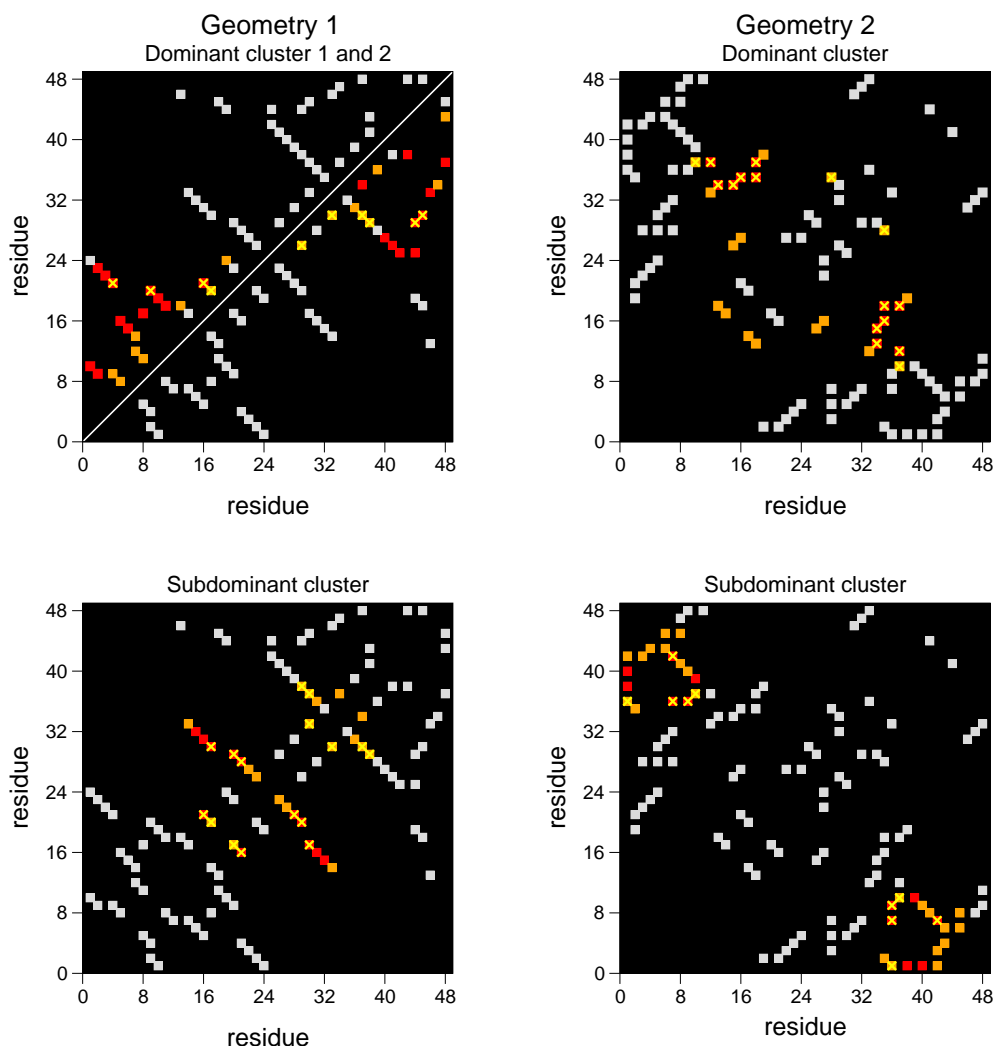 Geometry 1
Dominant cluster 1 and 2
48
40
32
24
16
8
0
residue
0 8 16 24 32 40 48
residue
Geometry 2
Dominant cluster
48
40
32
24
16
8
0
residue
0 8 16 24 32 40 48
residue
Subdominant cluster
48
40
32
24
16
8
0
residue
0 8 16 24 32 40 48
residue
Subdominant cluster
48
40
32
24
16
8
0
residue
0 8 16 24 32 40 48
residue